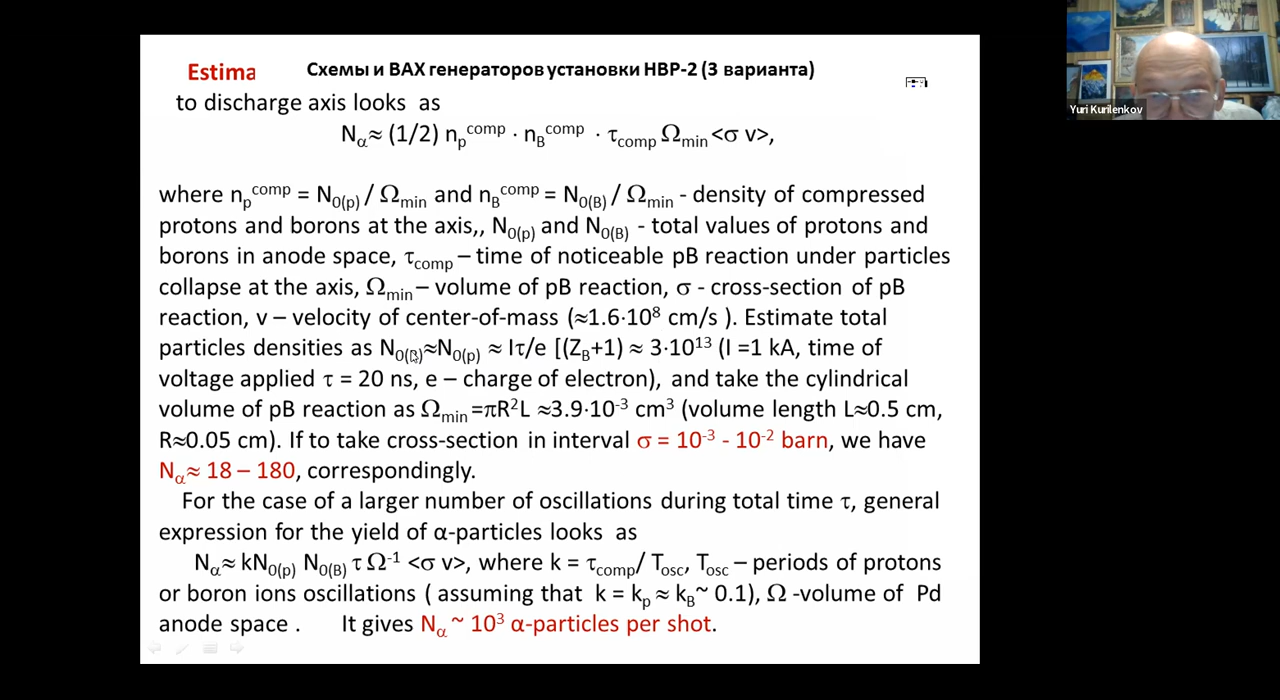 Estima
Схемы и ВАХ генераторов установки НВР-2 (3 варианта)
to discharge axis looks as
Nα≈ (1/2) np^comp · nB^comp · τcomp Ωmin <σ v>,
where np^comp = N0(p) / Ωmin and nB^comp = N0(B) / Ωmin - density of compressed
protons and borons at the axis,, N0(p) and N0(B) - total values of protons and
borons in anode space, τcomp – time of noticeable pB reaction under particles
collapse at the axis, Ωmin – volume of pB reaction, σ - cross-section of pB
reaction, v – velocity of center-of-mass (≈1.6·10⁸ cm/s ). Estimate total
particles densities as N0(B)≈N0(p) ≈ Iτ/e [(ZB+1) ≈ 3·10¹³ (I =1 kA, time of
voltage applied τ = 20 ns, e – charge of electron), and take the cylindrical
volume of pB reaction as Ωmin =πR²L ≈3.9·10⁻³ cm³ (volume length L≈0.5 cm,
R≈0.05 cm). If to take cross-section in interval σ = 10⁻³ - 10⁻² barn, we have
Nα≈ 18 – 180, correspondingly.
For the case of a larger number of oscillations during total time τ, general
expression for the yield of α-particles looks as
Nα≈ kN0(p) N0(B) τ Ω⁻¹ <σ v>, where k = τcomp/ Tosc, Tosc – periods of protons
or boron ions oscillations ( assuming that k = kp ≈ kB~ 0.1), Ω -volume of Pd
anode space . It gives Nα ~ 10³ α-particles per shot.
Yuri Kurilenkov